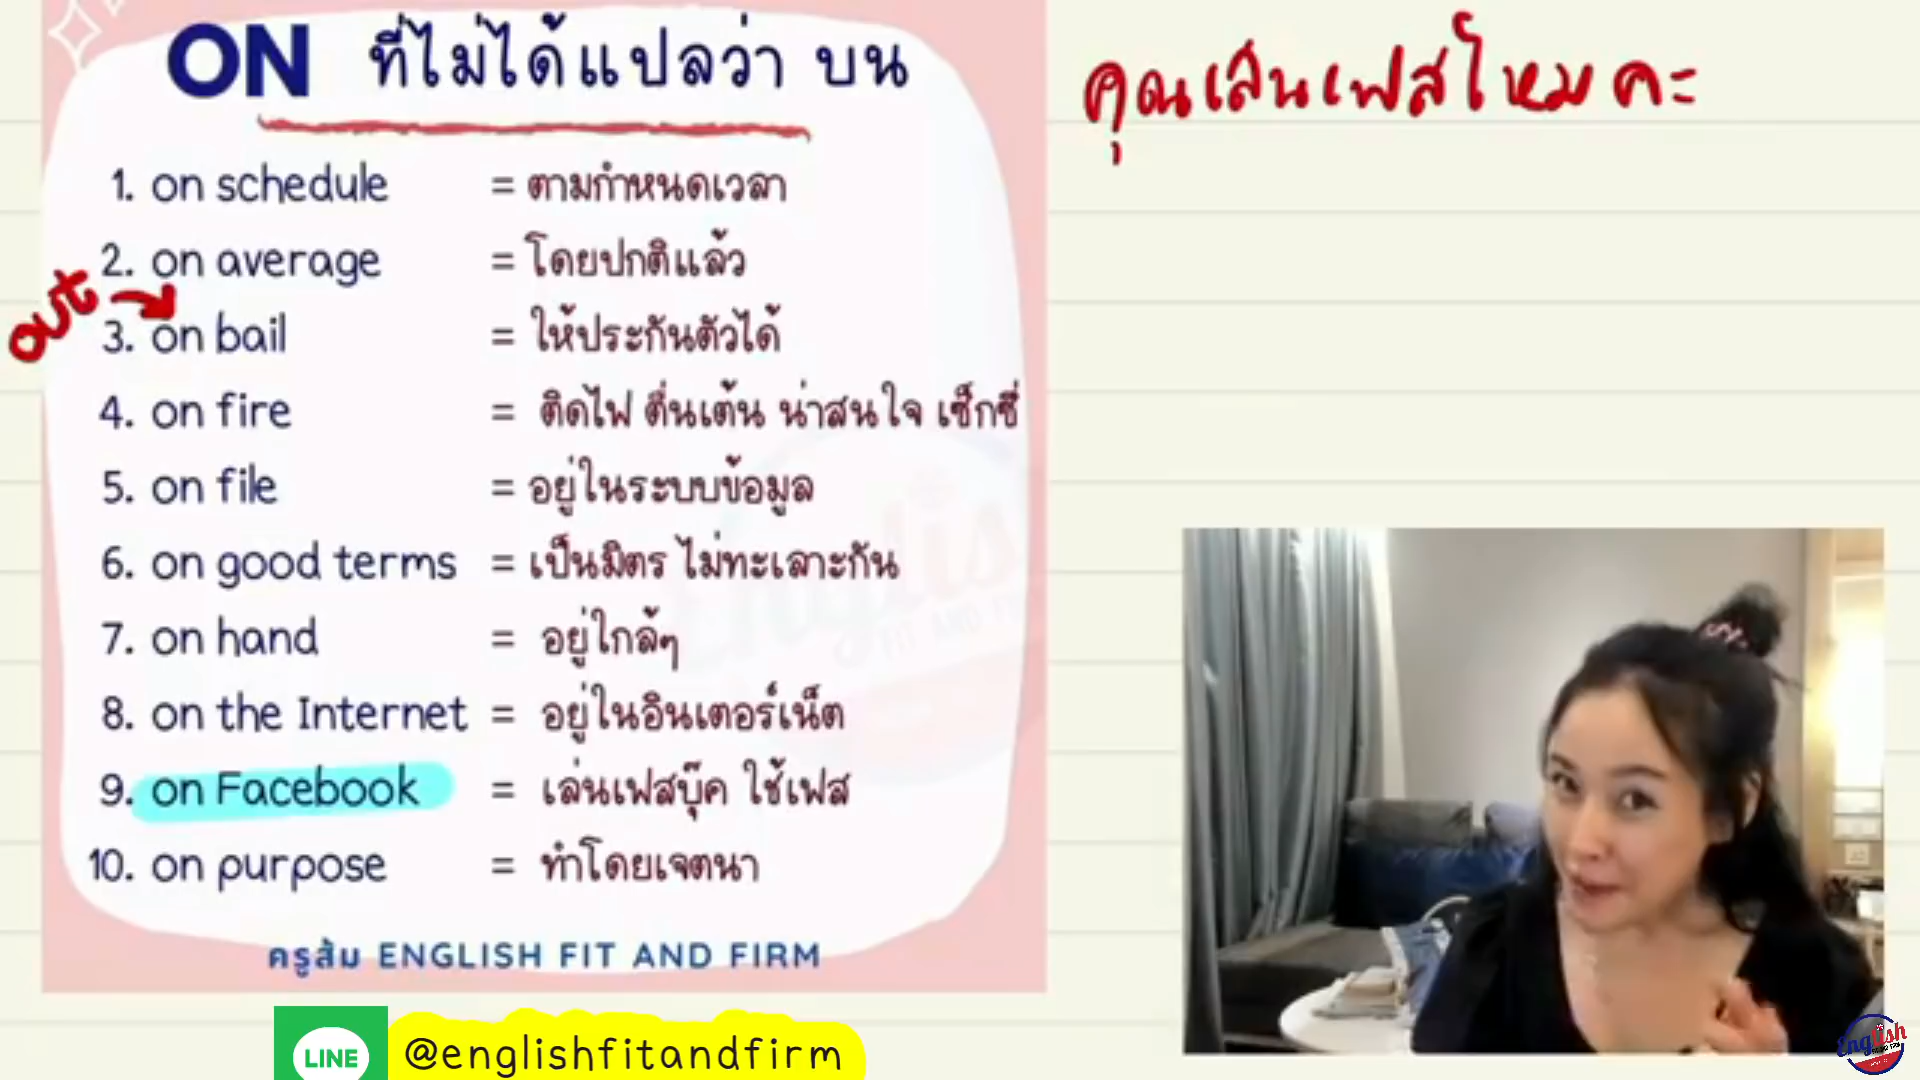 ON ที่ไม่ได้แปลว่า บน
1. on schedule = ตามกำหนดเวลา
2. on average = โดยปกติแล้ว
out
3. on bail = ให้ประกันตัวได้
4. on fire = ติดไฟ ตื่นเต้น น่าสนใจ เซ็กซี่
5. on file = อยู่ในระบบข้อมูล
6. on good terms = เป็นมิตร ไม่ทะเลาะกัน
7. on hand = อยู่ใกล้ๆ
8. on the Internet = อยู่ในอินเตอร์เน็ต
9. on Facebook = เล่นเฟสบุ๊ค ใช้เฟส
10. on purpose = ทำโดยเจตนา
ครูส้ม ENGLISH FIT AND FIRM
LINE @englishfitandfirm
คุณเล่นเฟสไหมคะ
English
FIT AND FIRM